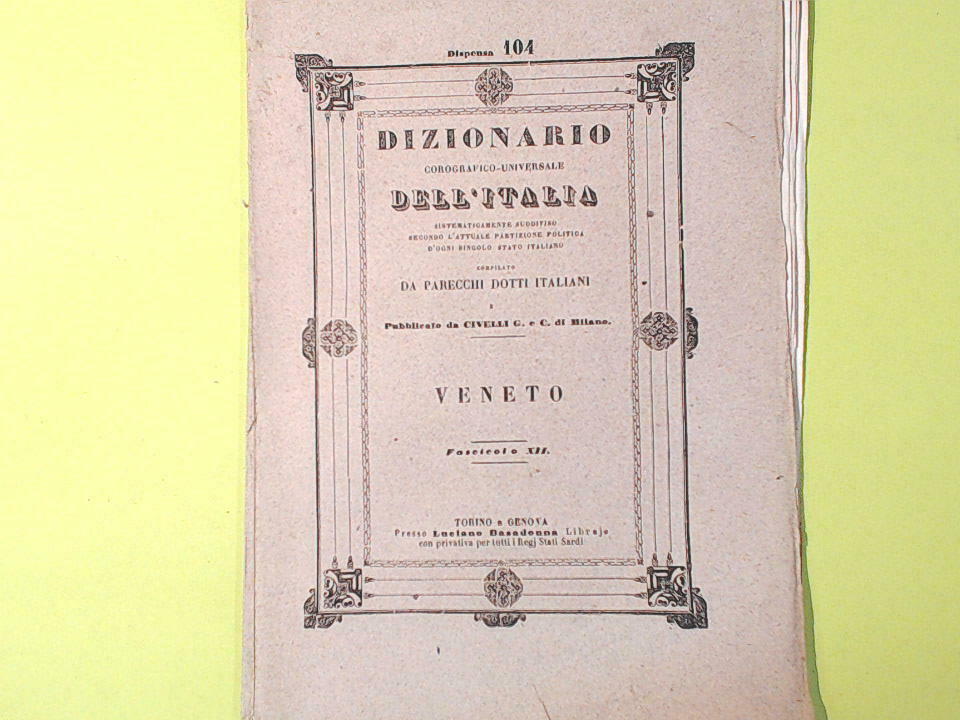 Dispensa 104
DIZIONARIO
COROGRAFICO-UNIVERSALE
DELL'ITALIA
SISTEMATICAMENTE SUDDIVISO
SECONDO L'ATTUALE PARTIZIONE POLITICA
D'OGNI SINGOLO STATO ITALIANO
COMPILATO
DA PARECCHI DOTTI ITALIANI
E
Pubblicato da CIVELLI G. e C. di Milano.
VENETO
Fascicolo XII.
TORINO e GENOVA
Presso Luciano Basadonna Librajo
con privativa per tutti i Regj Stati Sardi